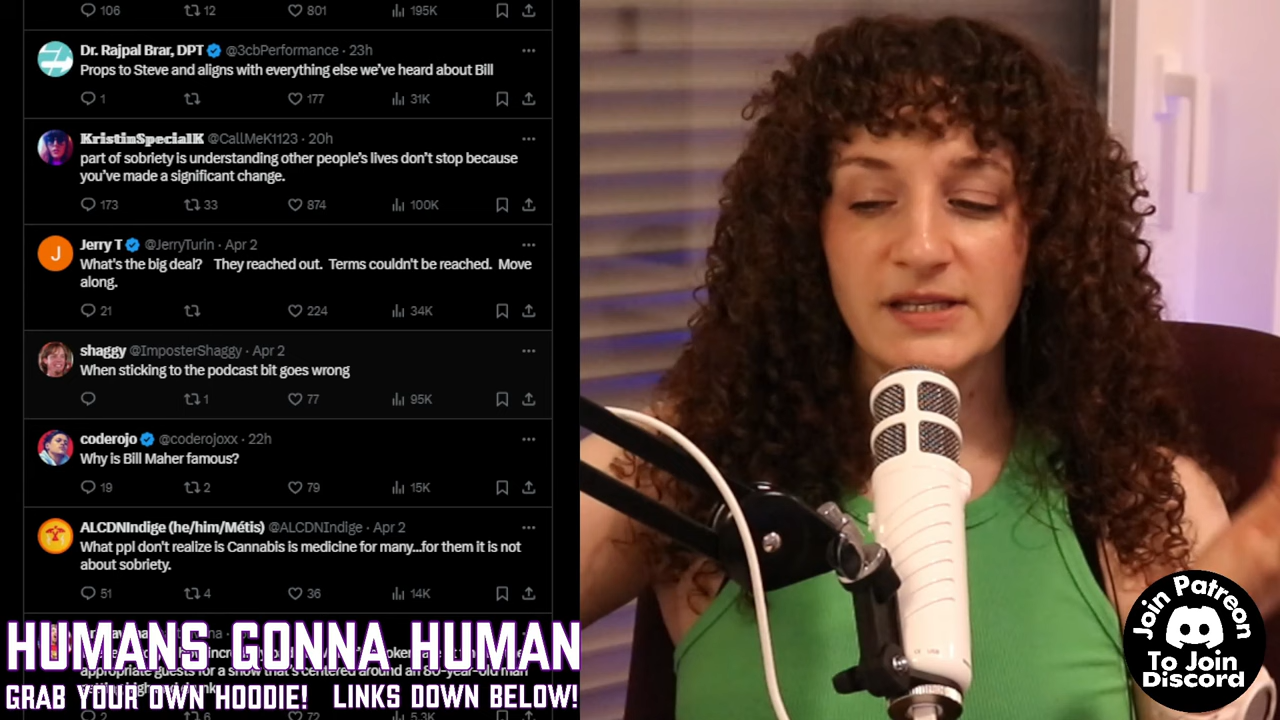 106 12 801 195K
Dr. Rajpal Brar, DPT @3cbPerformance · 23h
Props to Steve and aligns with everything else we've heard about Bill
1 177 31K
KristinSpecialK @CallMeK1123 · 20h
part of sobriety is understanding other people's lives don't stop because
you've made a significant change.
173 33 874 100K
Jerry T @JerryTurin · Apr 2
What's the big deal? They reached out. Terms couldn't be reached. Move
along.
21 224 34K
J
shaggy @ImposterShaggy · Apr 2
When sticking to the podcast bit goes wrong
1 77 95K
coderojo @coderojoxx · 22h
Why is Bill Maher famous?
19 2 79 15K
ALCDNIndige (he/him/Métis) @ALCDNIndige · Apr 2
What ppl don't realize is Cannabis is medicine for many...for them it is not
about sobriety.
51 4 36 14K
HUMANS GONNA HUMAN
appropriate guests for a show that's centered around an 80-year-old man
GRAB YOUR OWN HOODIE! LINKS DOWN BELOW!
2 6 72 5.3K
Join Patreon
To Join
Discord